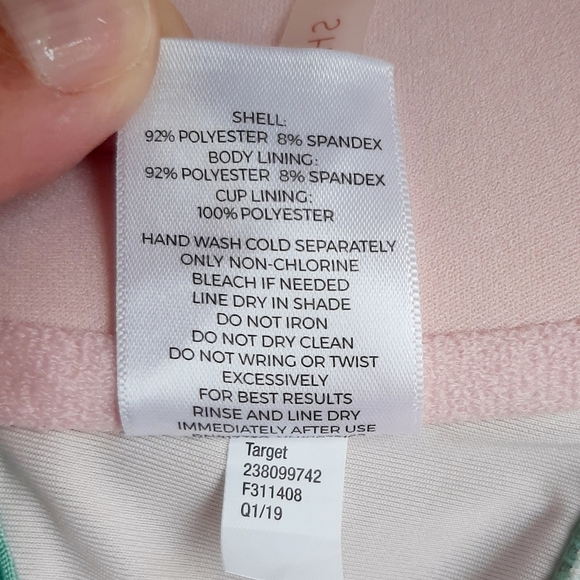 SH
SHELL:
92% POLYESTER 8% SPANDEX
BODY LINING:
92% POLYESTER 8% SPANDEX
CUP LINING:
100% POLYESTER
HAND WASH COLD SEPARATELY
ONLY NON-CHLORINE
BLEACH IF NEEDED
LINE DRY IN SHADE
DO NOT IRON
DO NOT DRY CLEAN
DO NOT WRING OR TWIST
EXCESSIVELY
FOR BEST RESULTS
RINSE AND LINE DRY
IMMEDIATELY AFTER USE
Target
238099742
F311408
Q1/19